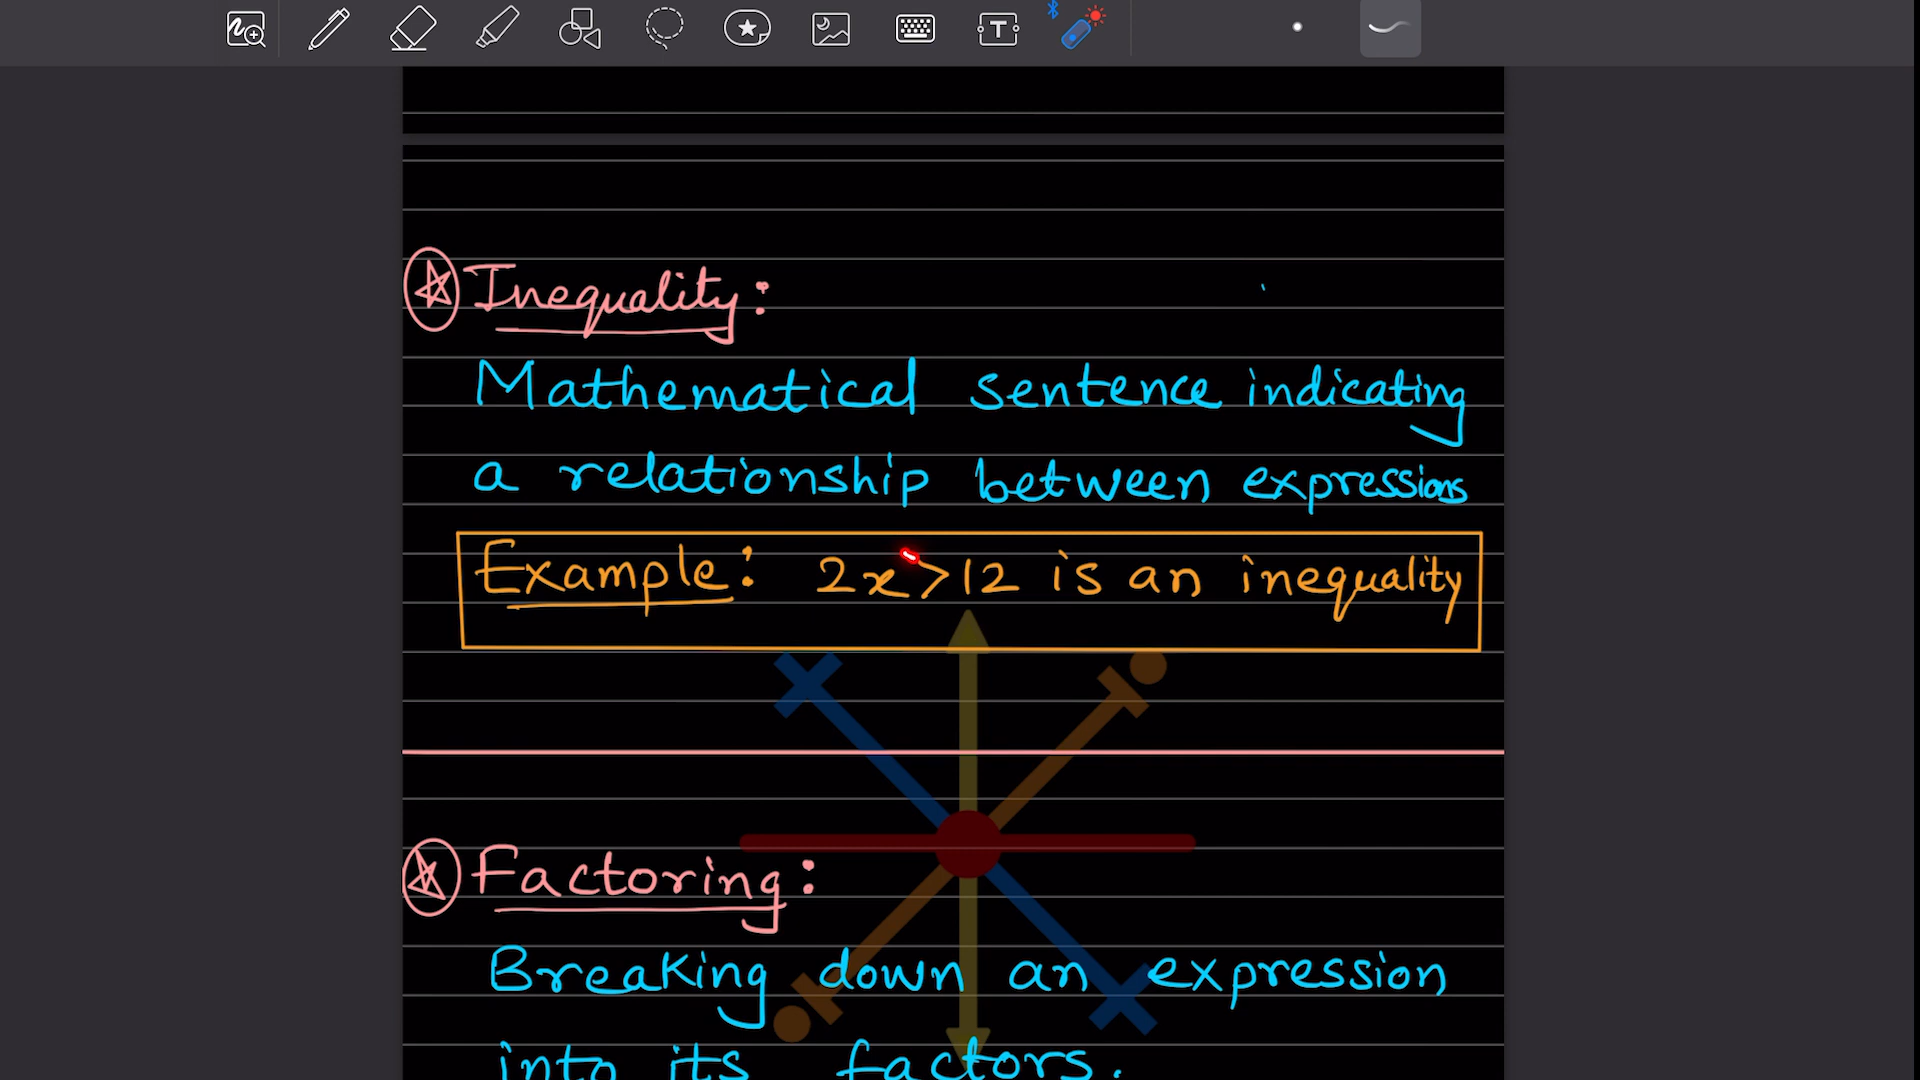 Inequality:
Mathematical sentence indicating
a relationship between expressions
Example: 2x>12 is an inequality
Factoring:
Breaking down an expression
into its factors.